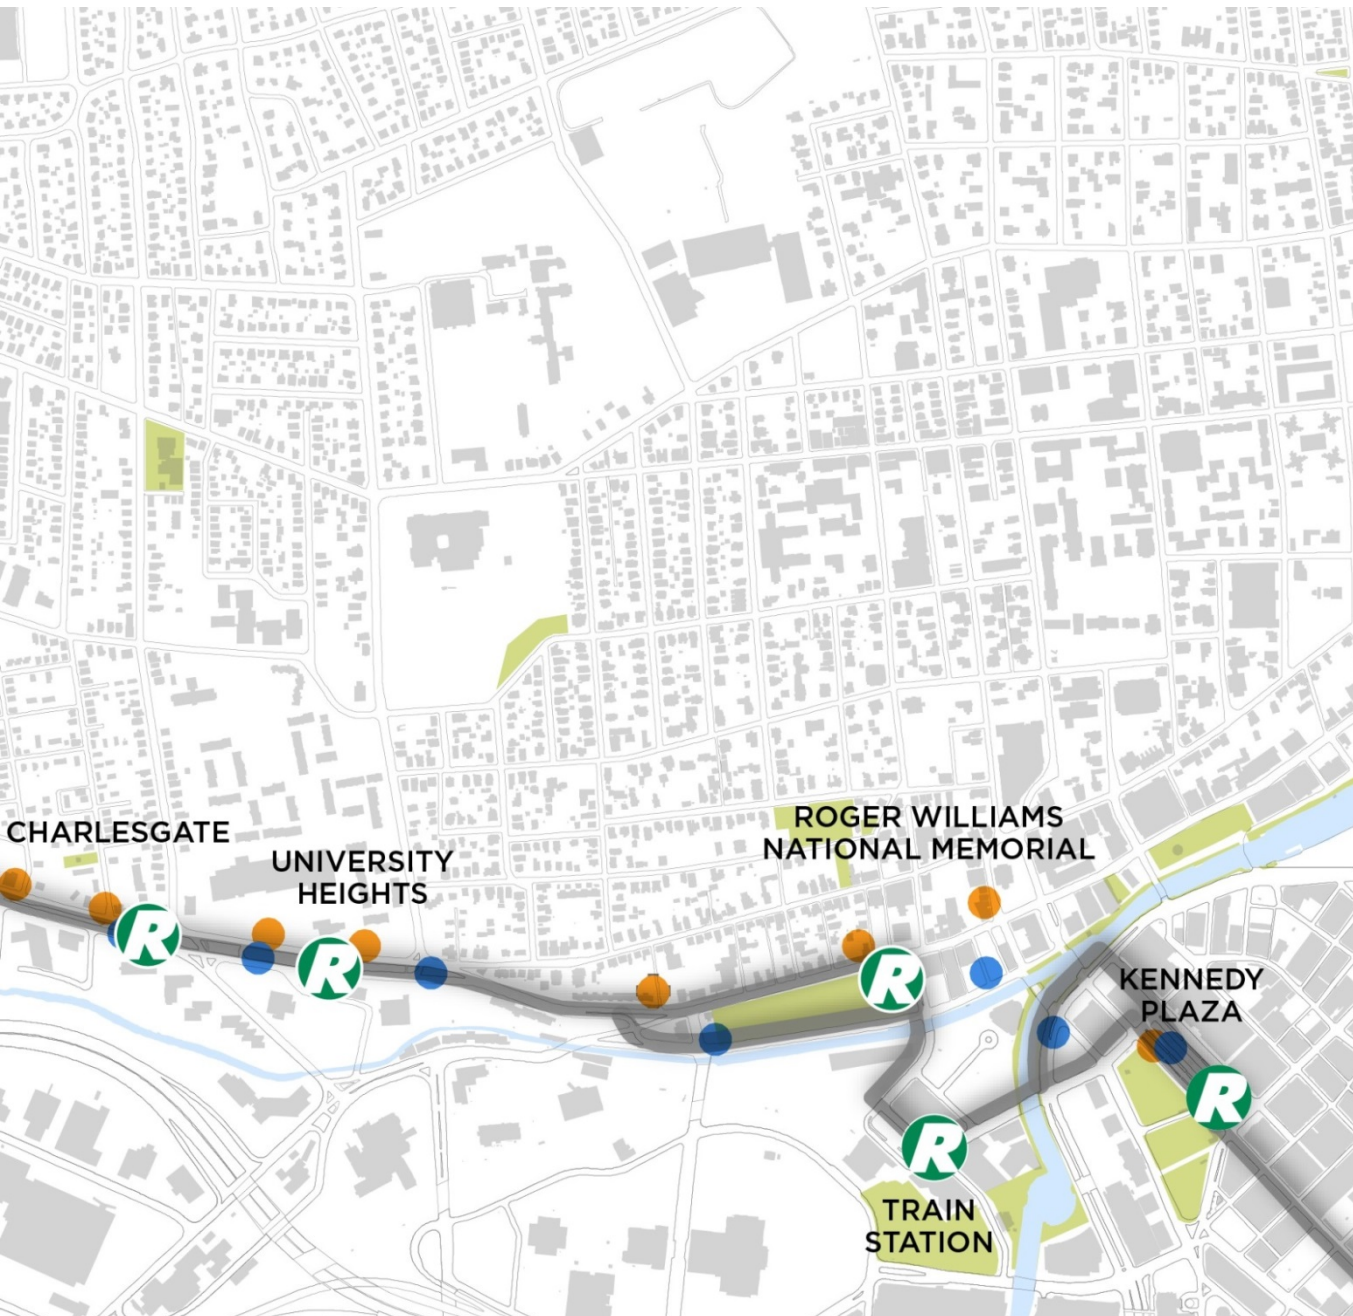 CHARLESGATE
UNIVERSITY
HEIGHTS
ROGER WILLIAMS
NATIONAL MEMORIAL
KENNEDY
PLAZA
TRAIN
STATION
R
R
R
R
R